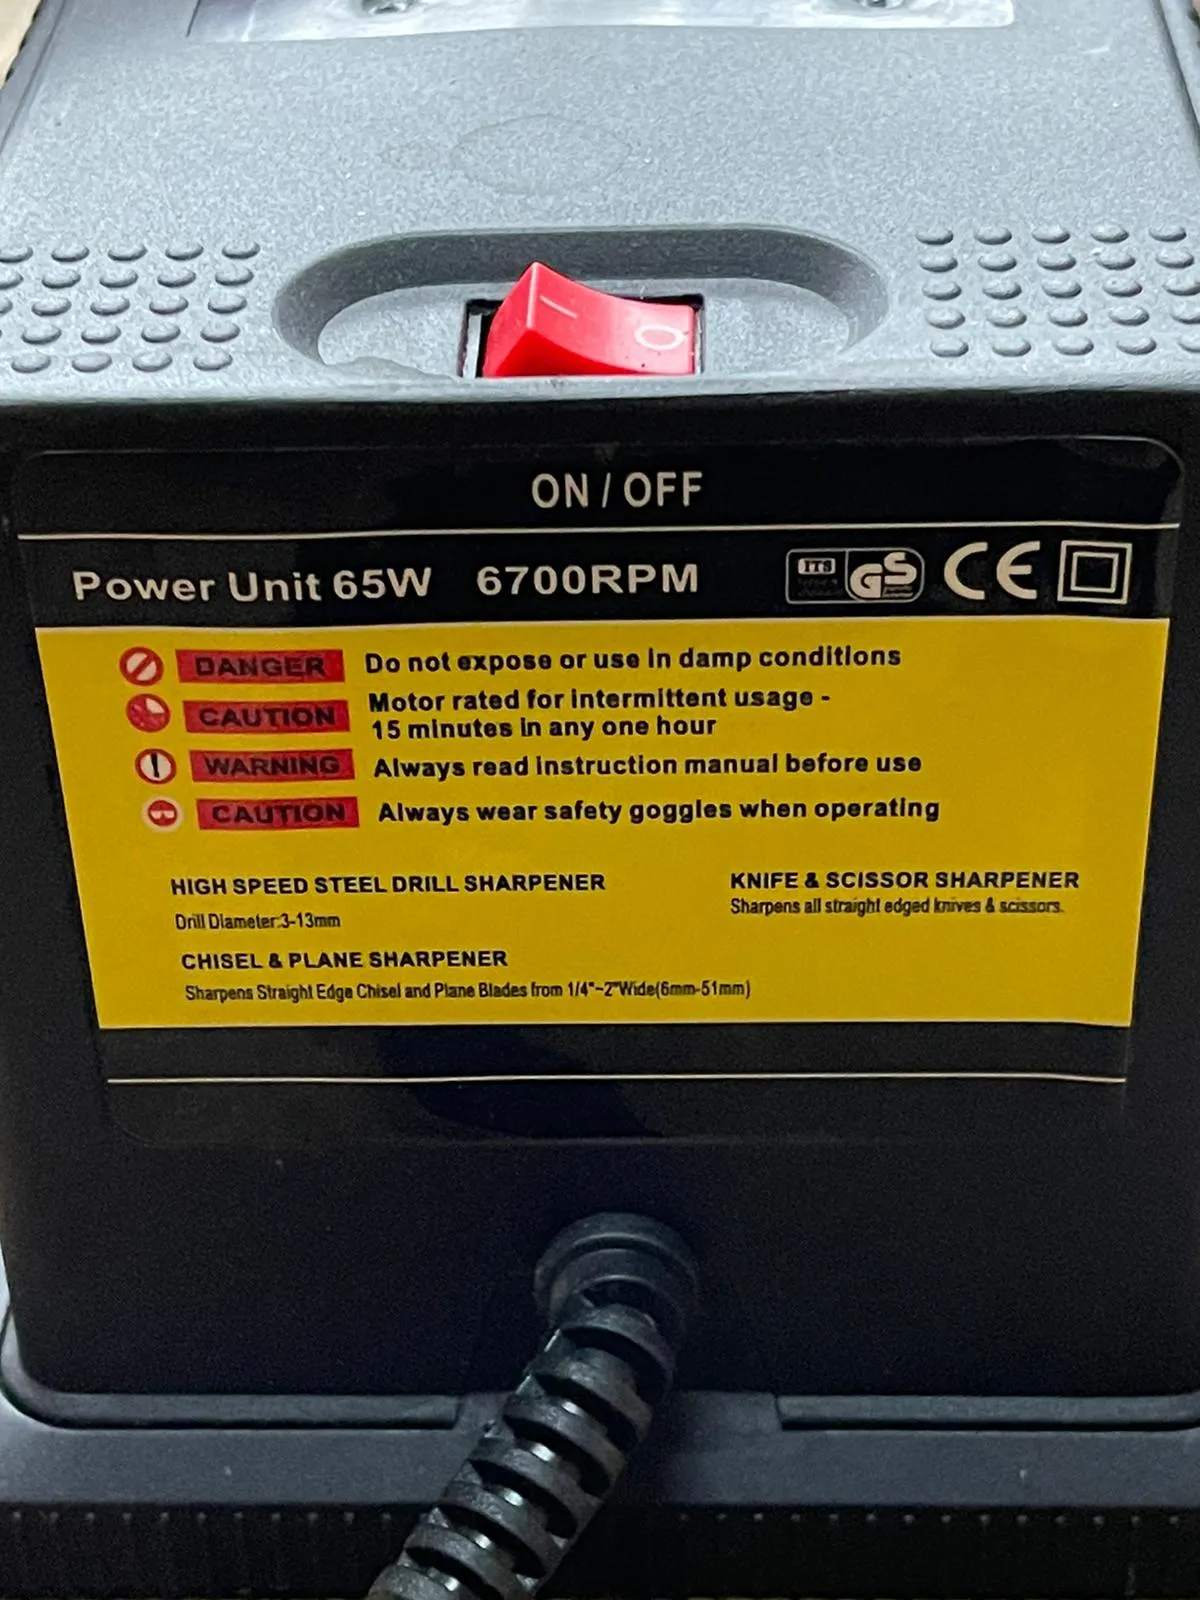 ON / OFF
Power Unit 65W 6700RPM ITS GS CE
DANGER Do not expose or use in damp conditions
CAUTION Motor rated for intermittent usage -
15 minutes in any one hour
WARNING Always read instruction manual before use
CAUTION Always wear safety goggles when operating
HIGH SPEED STEEL DRILL SHARPENER
Drill Diameter:3-13mm
KNIFE & SCISSOR SHARPENER
Sharpens all straight edged knives & scissors.
CHISEL & PLANE SHARPENER
Sharpens Straight Edge Chisel and Plane Blades from 1/4"~2"Wide(6mm-51mm)